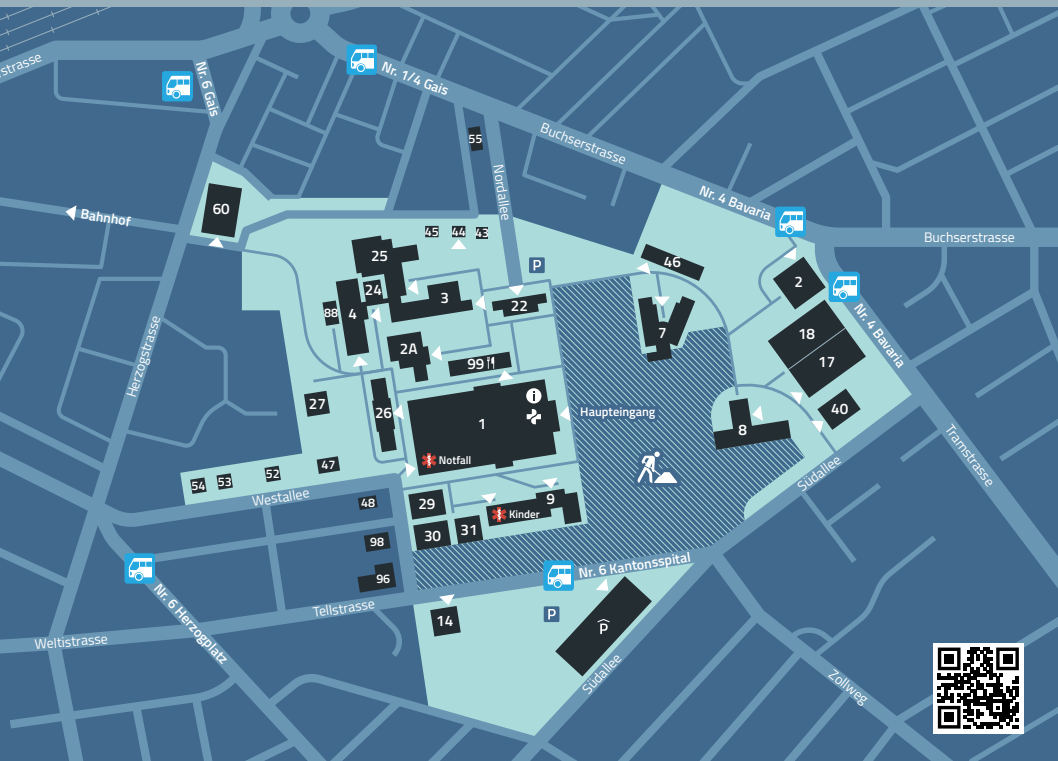 strasse
Nr. 6 Gais
Nr. 1/4 Gais
Buchserstrasse
55
Nordallee
Nr. 4 Bavaria
60
Bahnhof
45
44
43
Buchserstrasse
25
P
46
24
3
2
88
4
22
7
Nr. 4 Bavaria
18
17
2A
99
Herzogstrasse
27
26
1
Haupteingang
40
8
Notfall
Tramstrasse
54
53
52
47
Westallee
Südallee
48
29
9
Kinder
30
31
98
96
Nr. 6 Kantonsspital
Nr. 6 Herzogplatz
Tellstrasse
14
P
P
Weltistrasse
Südallee
Zollweg